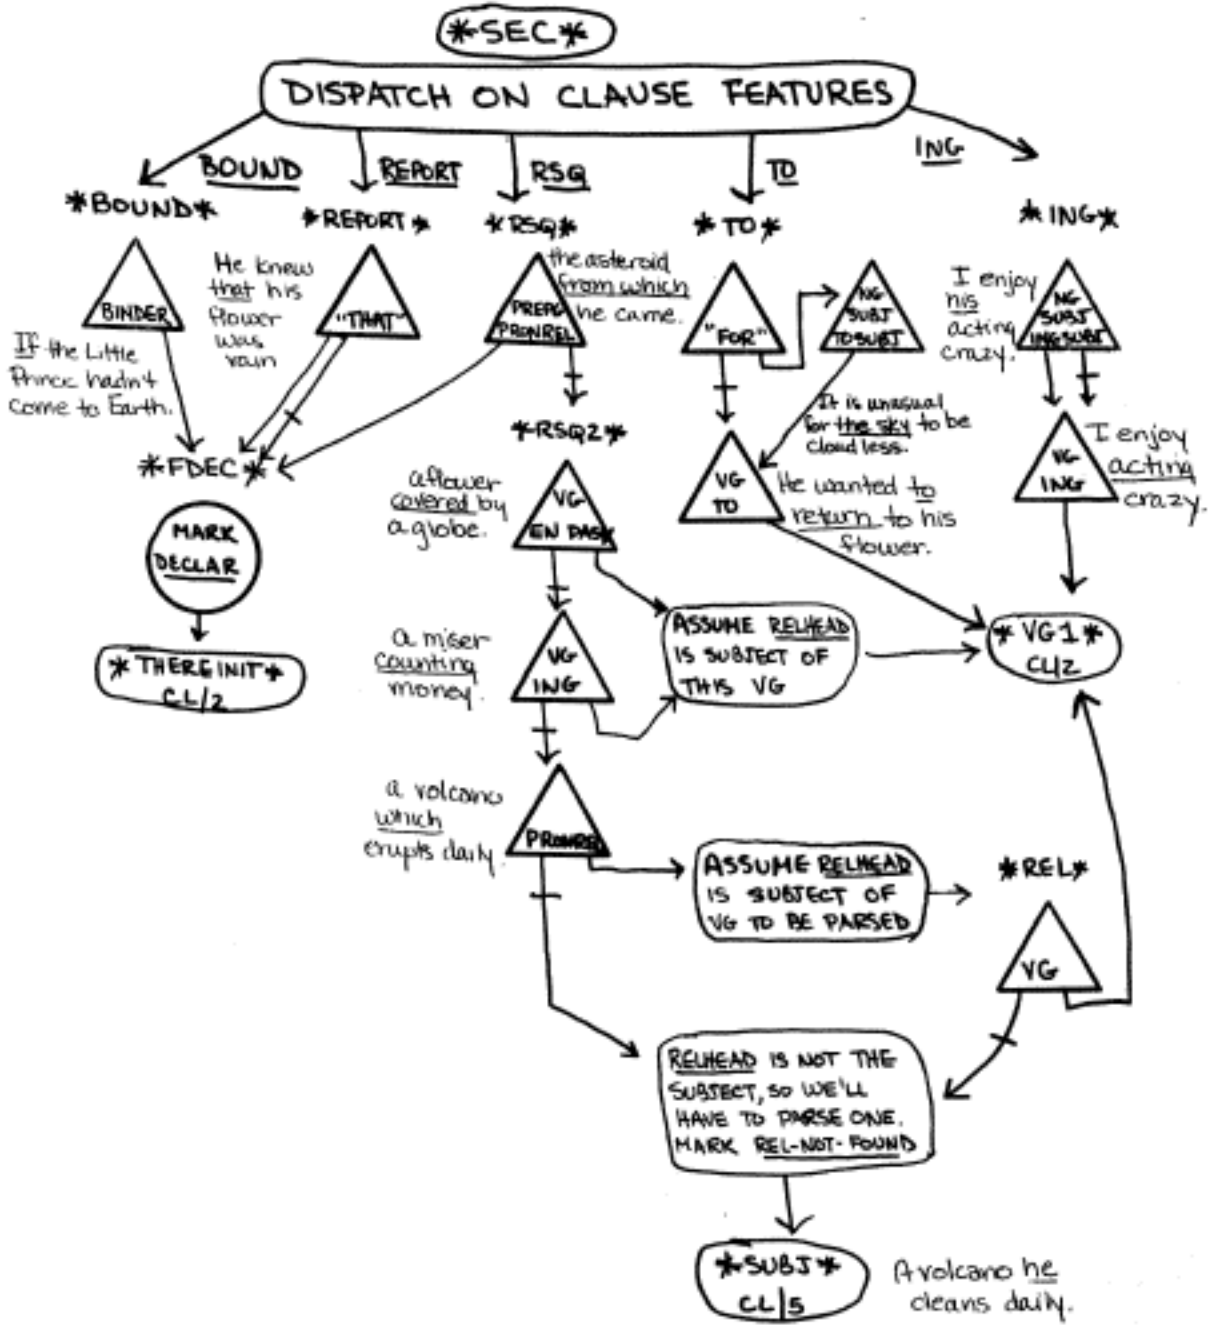 *SEC*
DISPATCH ON CLAUSE FEATURES
BOUND
REPORT
RSQ
TO
ING
*BOUND*
*REPORT*
*RSQ*
*TO*
*ING*
BINDER
If the Little
Prince hadn't
come to Earth.
He knew
that his
flower
was
vain
"THAT"
PREPG
PRONREL
the asteroid
from which
he came.
"FOR"
NG
SUBJ
TOSUBJ
It is unusual
for the sky to be
cloudless.
I enjoy
his
acting
crazy.
NG
SUBJ
INGSUBJ
*FDEC*
MARK
DECLAR
*THEREINIT*
CL/2
*RSQ2*
a flower
covered by
a globe.
VG
EN PASV
VG
TO
He wanted to
return to his
flower.
VG
ING
I enjoy
acting
crazy.
a miser
counting
money.
VG
ING
ASSUME RELHEAD
IS SUBJECT OF
THIS VG
*VG1*
CL/2
a volcano
which
erupts daily.
PRONREL
ASSUME RELHEAD
IS SUBJECT OF
VG TO BE PARSED
*REL*
VG
RELHEAD IS NOT THE
SUBJECT, SO WE'LL
HAVE TO PARSE ONE.
MARK REL-NOT-FOUND
*SUBJ*
CL/5
A volcano he
cleans daily.